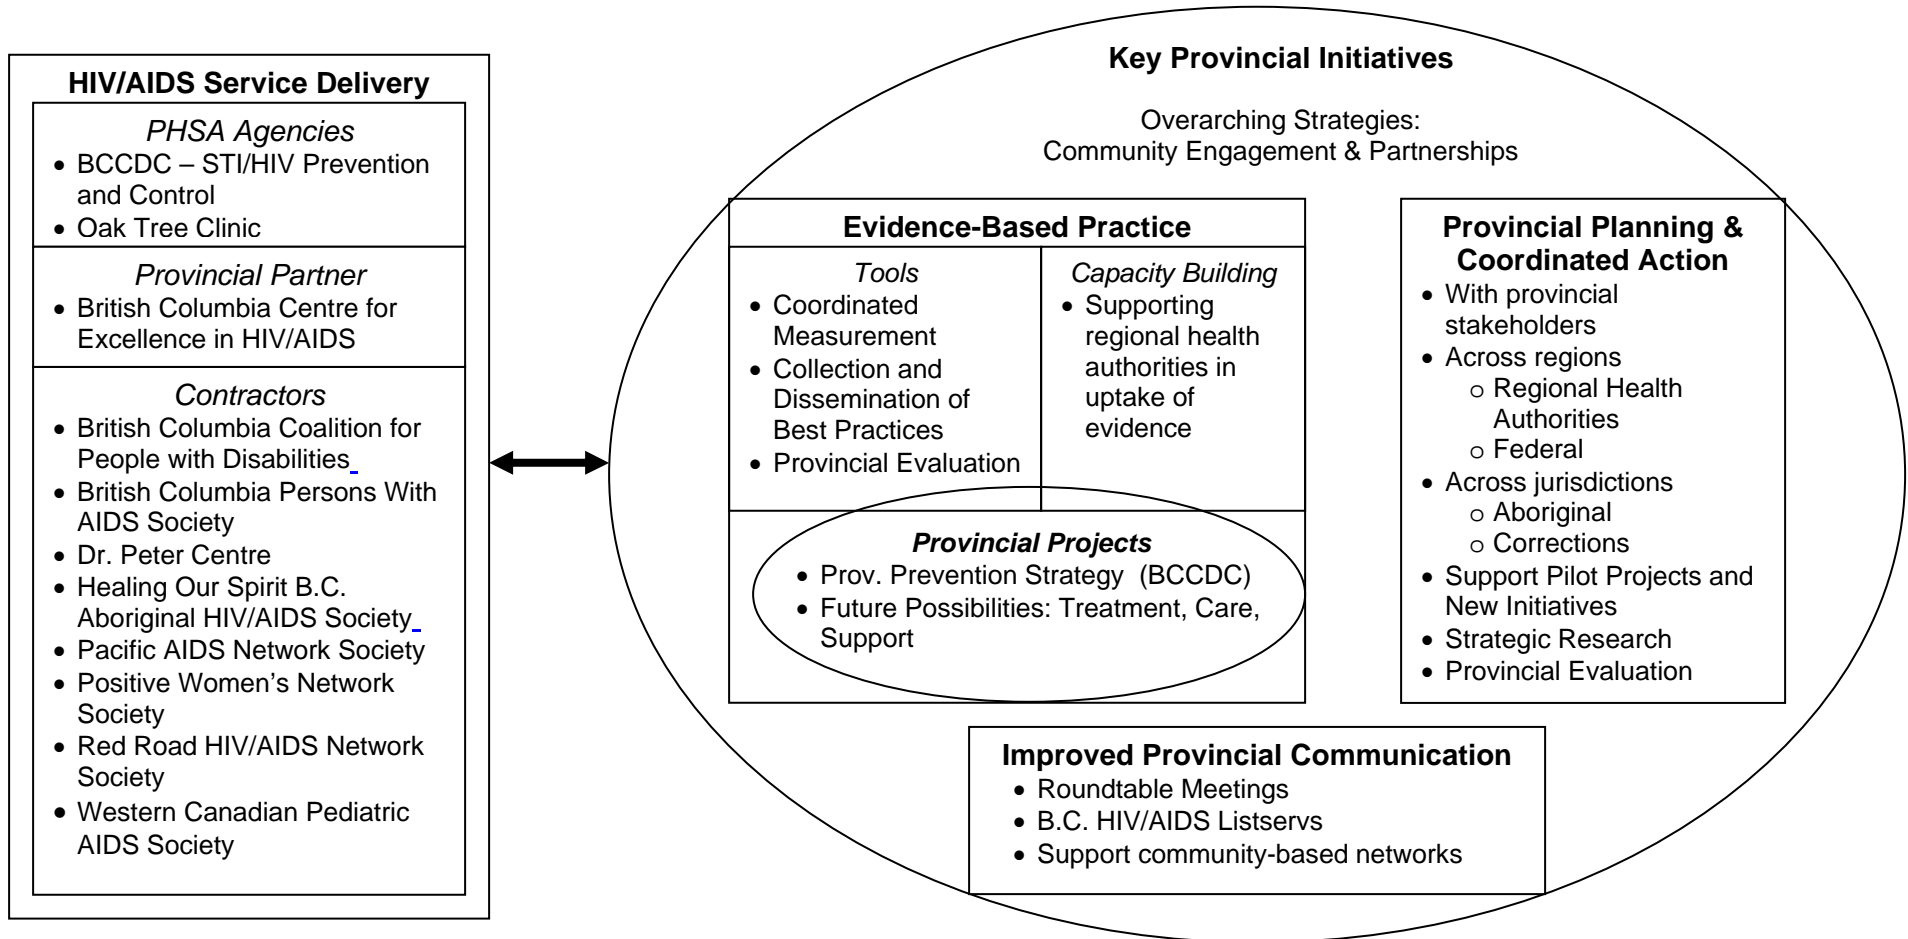 HIV/AIDS Service Delivery
PHSA Agencies
• BCCDC – STI/HIV Prevention
and Control
• Oak Tree Clinic
Provincial Partner
• British Columbia Centre for
Excellence in HIV/AIDS
Contractors
• British Columbia Coalition for
People with Disabilities
• British Columbia Persons With
AIDS Society
• Dr. Peter Centre
• Healing Our Spirit B.C.
Aboriginal HIV/AIDS Society
• Pacific AIDS Network Society
• Positive Women's Network
Society
• Red Road HIV/AIDS Network
Society
• Western Canadian Pediatric
AIDS Society
Key Provincial Initiatives
Overarching Strategies:
Community Engagement & Partnerships
Evidence-Based Practice
Tools
• Coordinated
Measurement
• Collection and
Dissemination of
Best Practices
• Provincial Evaluation
Capacity Building
• Supporting
regional health
authorities in
uptake of
evidence
Provincial Projects
• Prov. Prevention Strategy (BCCDC)
• Future Possibilities: Treatment, Care,
Support
Provincial Planning &
Coordinated Action
• With provincial
stakeholders
• Across regions
o Regional Health
Authorities
o Federal
• Across jurisdictions
o Aboriginal
o Corrections
• Support Pilot Projects and
New Initiatives
• Strategic Research
• Provincial Evaluation
Improved Provincial Communication
• Roundtable Meetings
• B.C. HIV/AIDS Listservs
• Support community-based networks